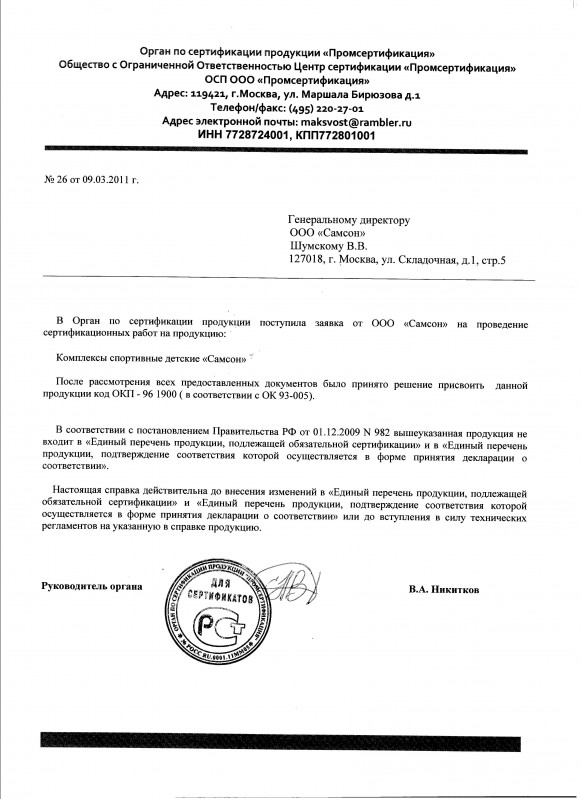 Орган по сертификации продукции «Промсертификация»
Общество с Ограниченной Ответственностью Центр сертификации «Промсертификация»
ОСП ООО «Промсертификация»
Адрес: 119421, г.Москва, ул. Маршала Бирюзова д.1
Телефон/факс: (495) 220-27-01
Адрес электронной почты: maksvost@rambler.ru
ИНН 7728724001, КПП772801001
№ 26 от 09.03.2011 г.
Генеральному директору
ООО «Самсон»
Шумскому В.В.
127018, г. Москва, ул. Складочная, д.1, стр.5
В Орган по сертификации продукции поступила заявка от ООО «Самсон» на проведение
сертификационных работ на продукцию:
Комплексы спортивные детские «Самсон»
После рассмотрения всех предоставленных документов было принято решение присвоить данной
продукции код ОКП - 96 1900 ( в соответствии с ОК 93-005).
В соответствии с постановлением Правительства РФ от 01.12.2009 N 982 вышеуказанная продукция не
входит в «Единый перечень продукции, подлежащей обязательной сертификации» и в «Единый перечень
продукции, подтверждение соответствия которой осуществляется в форме принятия декларации о
соответствии».
Настоящая справка действительна до внесения изменений в «Единый перечень продукции, подлежащей
обязательной сертификации» и «Единый перечень продукции, подтверждение соответствия которой
осуществляется в форме принятия декларации о соответствии» или до вступления в силу технических
регламентов на указанную в справке продукцию.
Руководитель органа
ОРГАН ПО СЕРТИФИКАЦИИ ПРОДУКЦИИ "ПРОМСЕРТИФИКАЦИЯ"
ДЛЯ
СЕРТИФИКАТОВ
№ РОСС RU.0001.11
В.А. Никитков